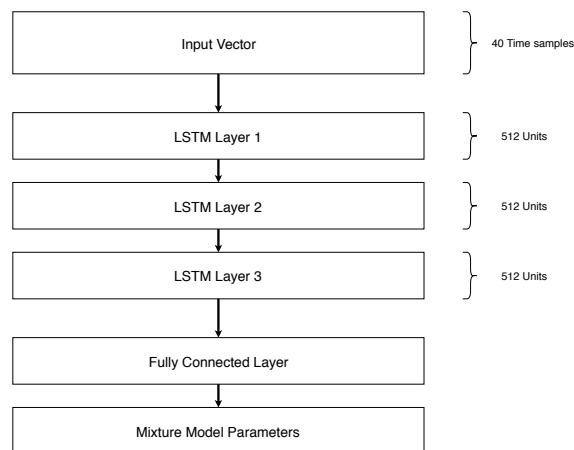 Input Vector
40 Time samples
LSTM Layer 1
512 Units
LSTM Layer 2
512 Units
LSTM Layer 3
512 Units
Fully Connected Layer
Mixture Model Parameters